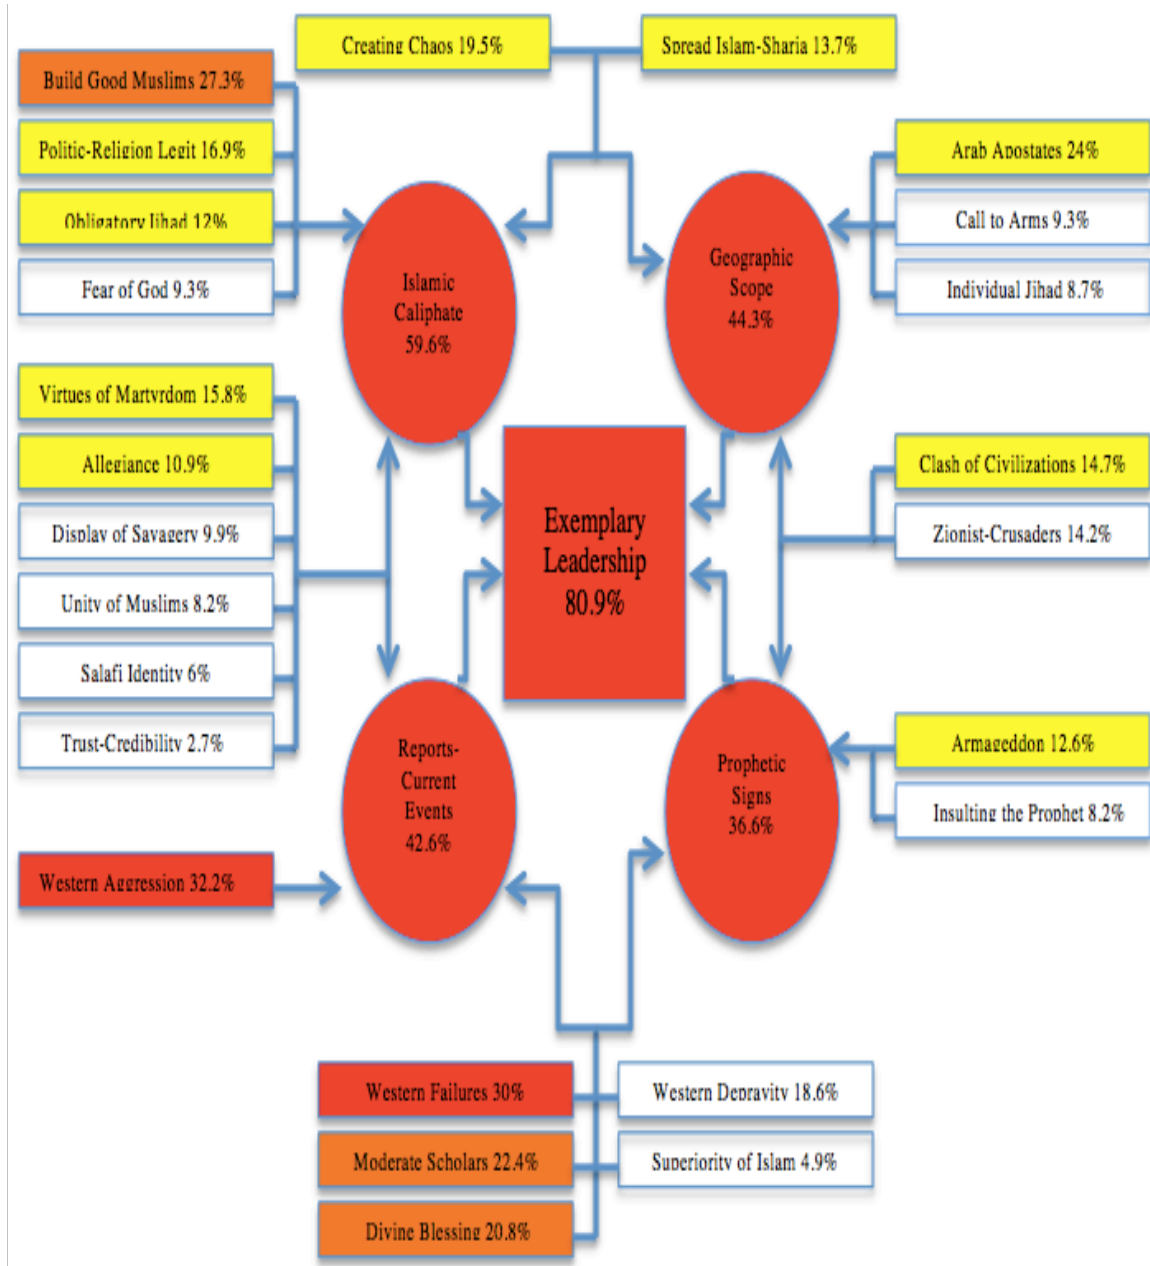 Creating Chaos 19.5%
Spread Islam-Sharia 13.7%
Build Good Muslims 27.3%
Politic-Religion Legit 16.9%
Obligatory Jihad 12%
Fear of God 9.3%
Arab Apostates 24%
Call to Arms 9.3%
Individual Jihad 8.7%
Islamic
Caliphate
59.6%
Geographic
Scope
44.3%
Virtues of Martyrdom 15.8%
Allegiance 10.9%
Display of Savagery 9.9%
Unity of Muslims 8.2%
Salafi Identity 6%
Trust-Credibility 2.7%
Exemplary
Leadership
80.9%
Clash of Civilizations 14.7%
Zionist-Crusaders 14.2%
Reports-
Current
Events
42.6%
Prophetic
Signs
36.6%
Armageddon 12.6%
Insulting the Prophet 8.2%
Western Aggression 32.2%
Western Failures 30%
Western Depravity 18.6%
Moderate Scholars 22.4%
Superiority of Islam 4.9%
Divine Blessing 20.8%